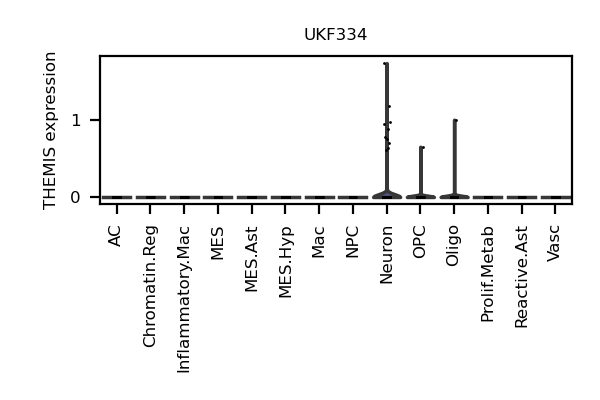 UKF334
THEMIS expression
1
0
AC
Chromatin.Reg
Inflammatory.Mac
MES
MES.Ast
MES.Hyp
Mac
NPC
Neuron
OPC
Oligo
Prolif.Metab
Reactive.Ast
Vasc